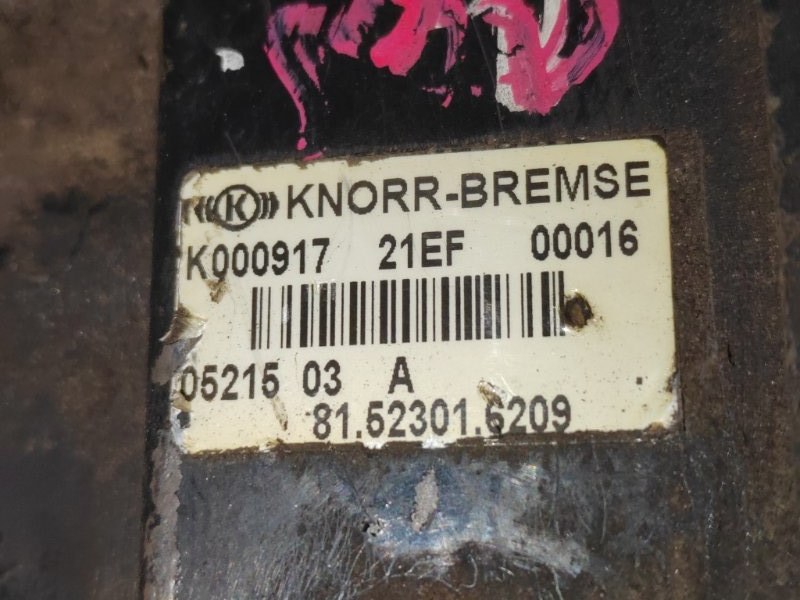 K KNORR-BREMSE
K000917 21EF 00016
05215 03 A
81.52301.6209